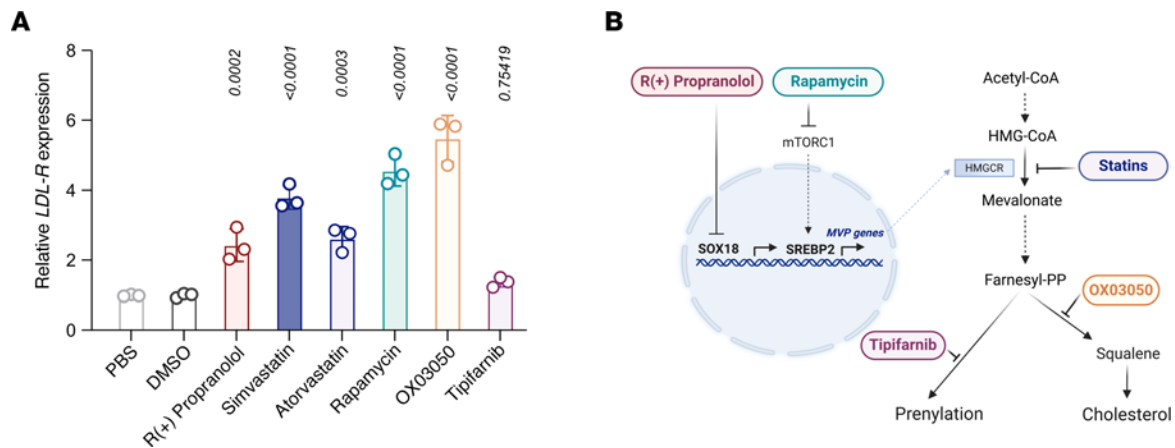 A
Relative LDL-R expression
8
6
4
2
0
0.0002
<0.0001
0.0003
<0.0001
<0.0001
0.75419
PBS
DMSO
R(+) Propranolol
Simvastatin
Atorvastatin
Rapamycin
OX03050
Tipifarnib
B
R(+) Propranolol
Rapamycin
mTORC1
SOX18
SREBP2
MVP genes
Acetyl-CoA
HMG-CoA
HMGCR
Statins
Mevalonate
Farnesyl-PP
OX03050
Tipifarnib
Squalene
Prenylation
Cholesterol